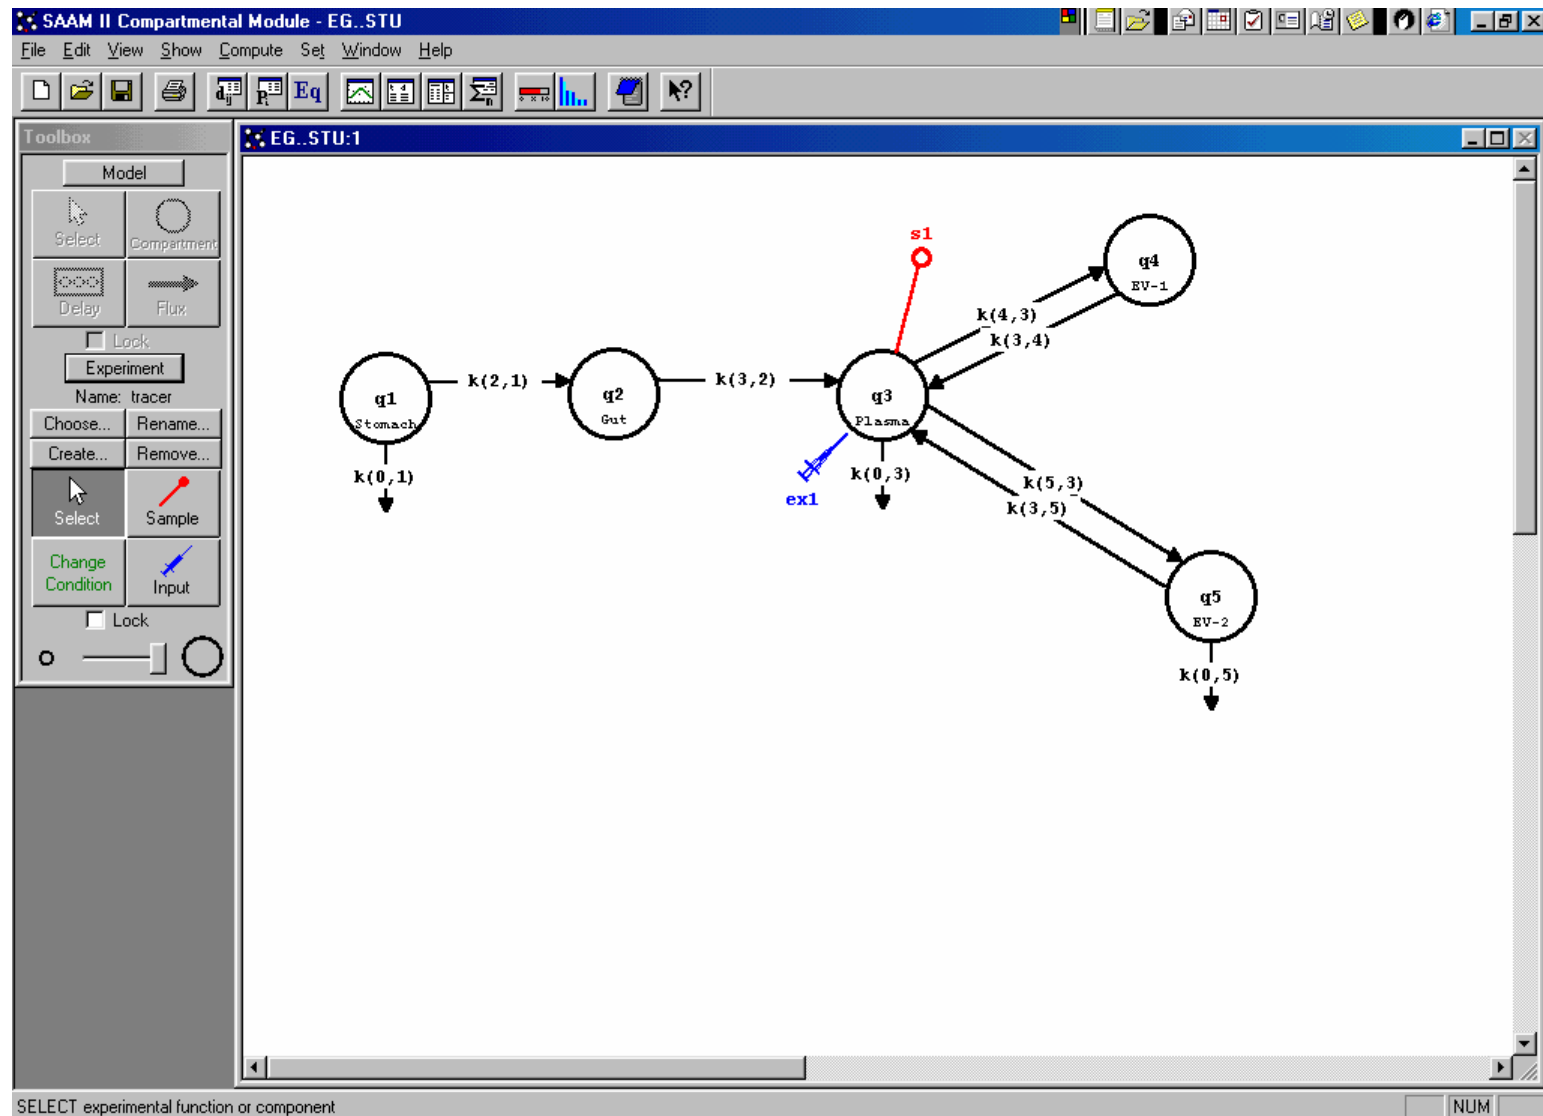 SAAM II Compartmental Module - EG..STU
File Edit View Show Compute Set Window Help
Eq
Toolbox
Model
Select Compartment
Delay Flux
Lock
Experiment
Name: tracer
Choose... Rename...
Create... Remove...
Select Sample
Change Condition Input
Lock
EG..STU:1
s1
q4
EV-1
k(4,3)
k(3,4)
q1
Stomach
k(2,1)
q2
Gut
k(3,2)
q3
Plasma
k(0,1)
ex1
k(0,3)
k(5,3)
k(3,5)
q5
EV-2
k(0,5)
SELECT experimental function or component
NUM